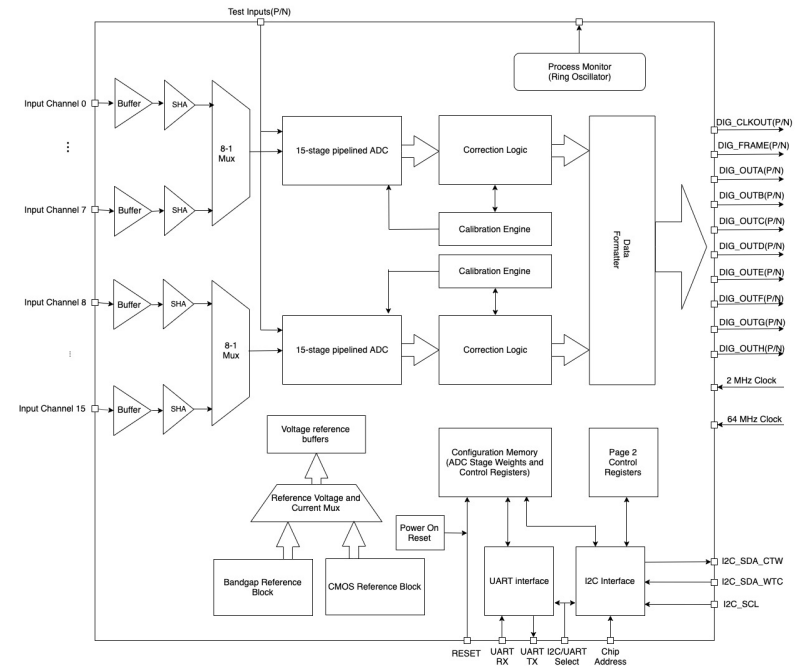 Test Inputs(P/N)
Process Monitor
(Ring Oscillator)
Input Channel 0
Buffer
SHA
8-1
Mux
15-stage pipelined ADC
Correction Logic
Data
Formatter
DIG_CLKOUT(P/N)
DIG_FRAME(P/N)
DIG_OUTA(P/N)
DIG_OUTB(P/N)
DIG_OUTC(P/N)
DIG_OUTD(P/N)
DIG_OUTE(P/N)
DIG_OUTF(P/N)
DIG_OUTG(P/N)
DIG_OUTH(P/N)
2 MHz Clock
64 MHz Clock
...
Input Channel 7
Buffer
SHA
Calibration Engine
Calibration Engine
Input Channel 8
Buffer
SHA
8-1
Mux
15-stage pipelined ADC
Correction Logic
...
Input Channel 15
Buffer
SHA
Voltage reference
buffers
Reference Voltage and
Current Mux
Bandgap Reference
Block
CMOS Reference Block
Configuration Memory
(ADC Stage Weights and
Control Registers)
Page 2
Control
Registers
Power On
Reset
UART interface
I2C Interface
I2C_SDA_CTW
I2C_SDA_WTC
I2C_SCL
RESET
UART
RX
UART
TX
I2C/UART
Select
Chip
Address